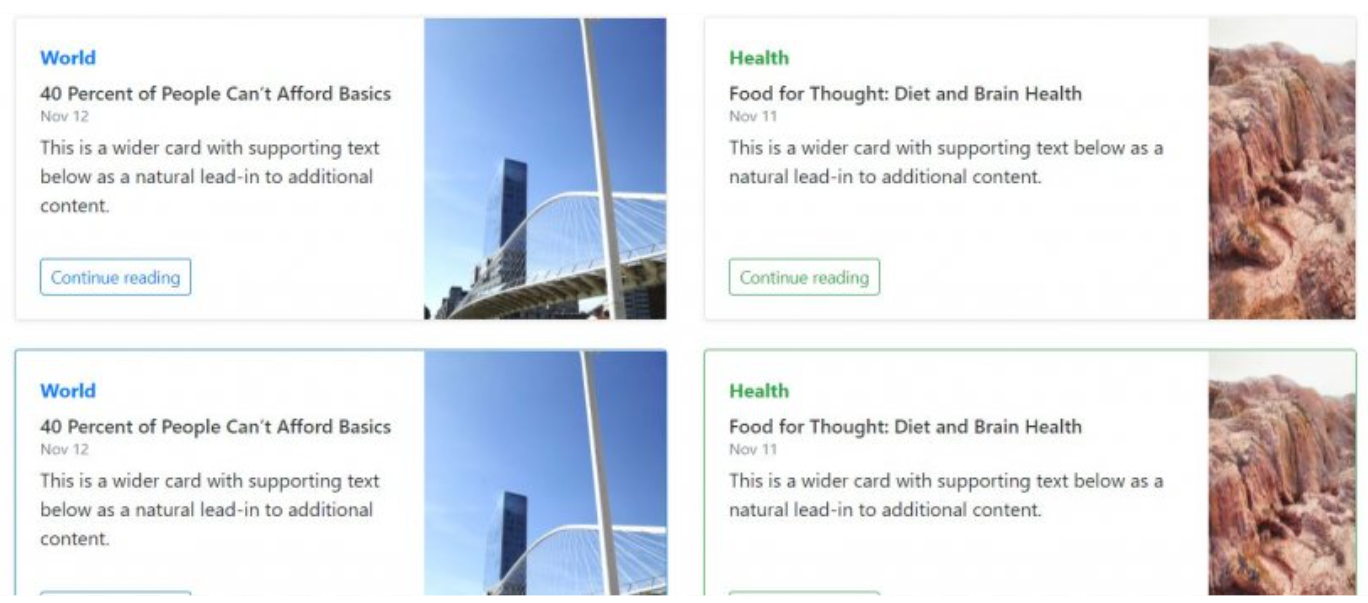 World
40 Percent of People Can't Afford Basics
Nov 12
This is a wider card with supporting text
below as a natural lead-in to additional
content.
Continue reading
Health
Food for Thought: Diet and Brain Health
Nov 11
This is a wider card with supporting text below as a
natural lead-in to additional content.
Continue reading
World
40 Percent of People Can't Afford Basics
Nov 12
This is a wider card with supporting text
below as a natural lead-in to additional
content.
Health
Food for Thought: Diet and Brain Health
Nov 11
This is a wider card with supporting text below as a
natural lead-in to additional content.